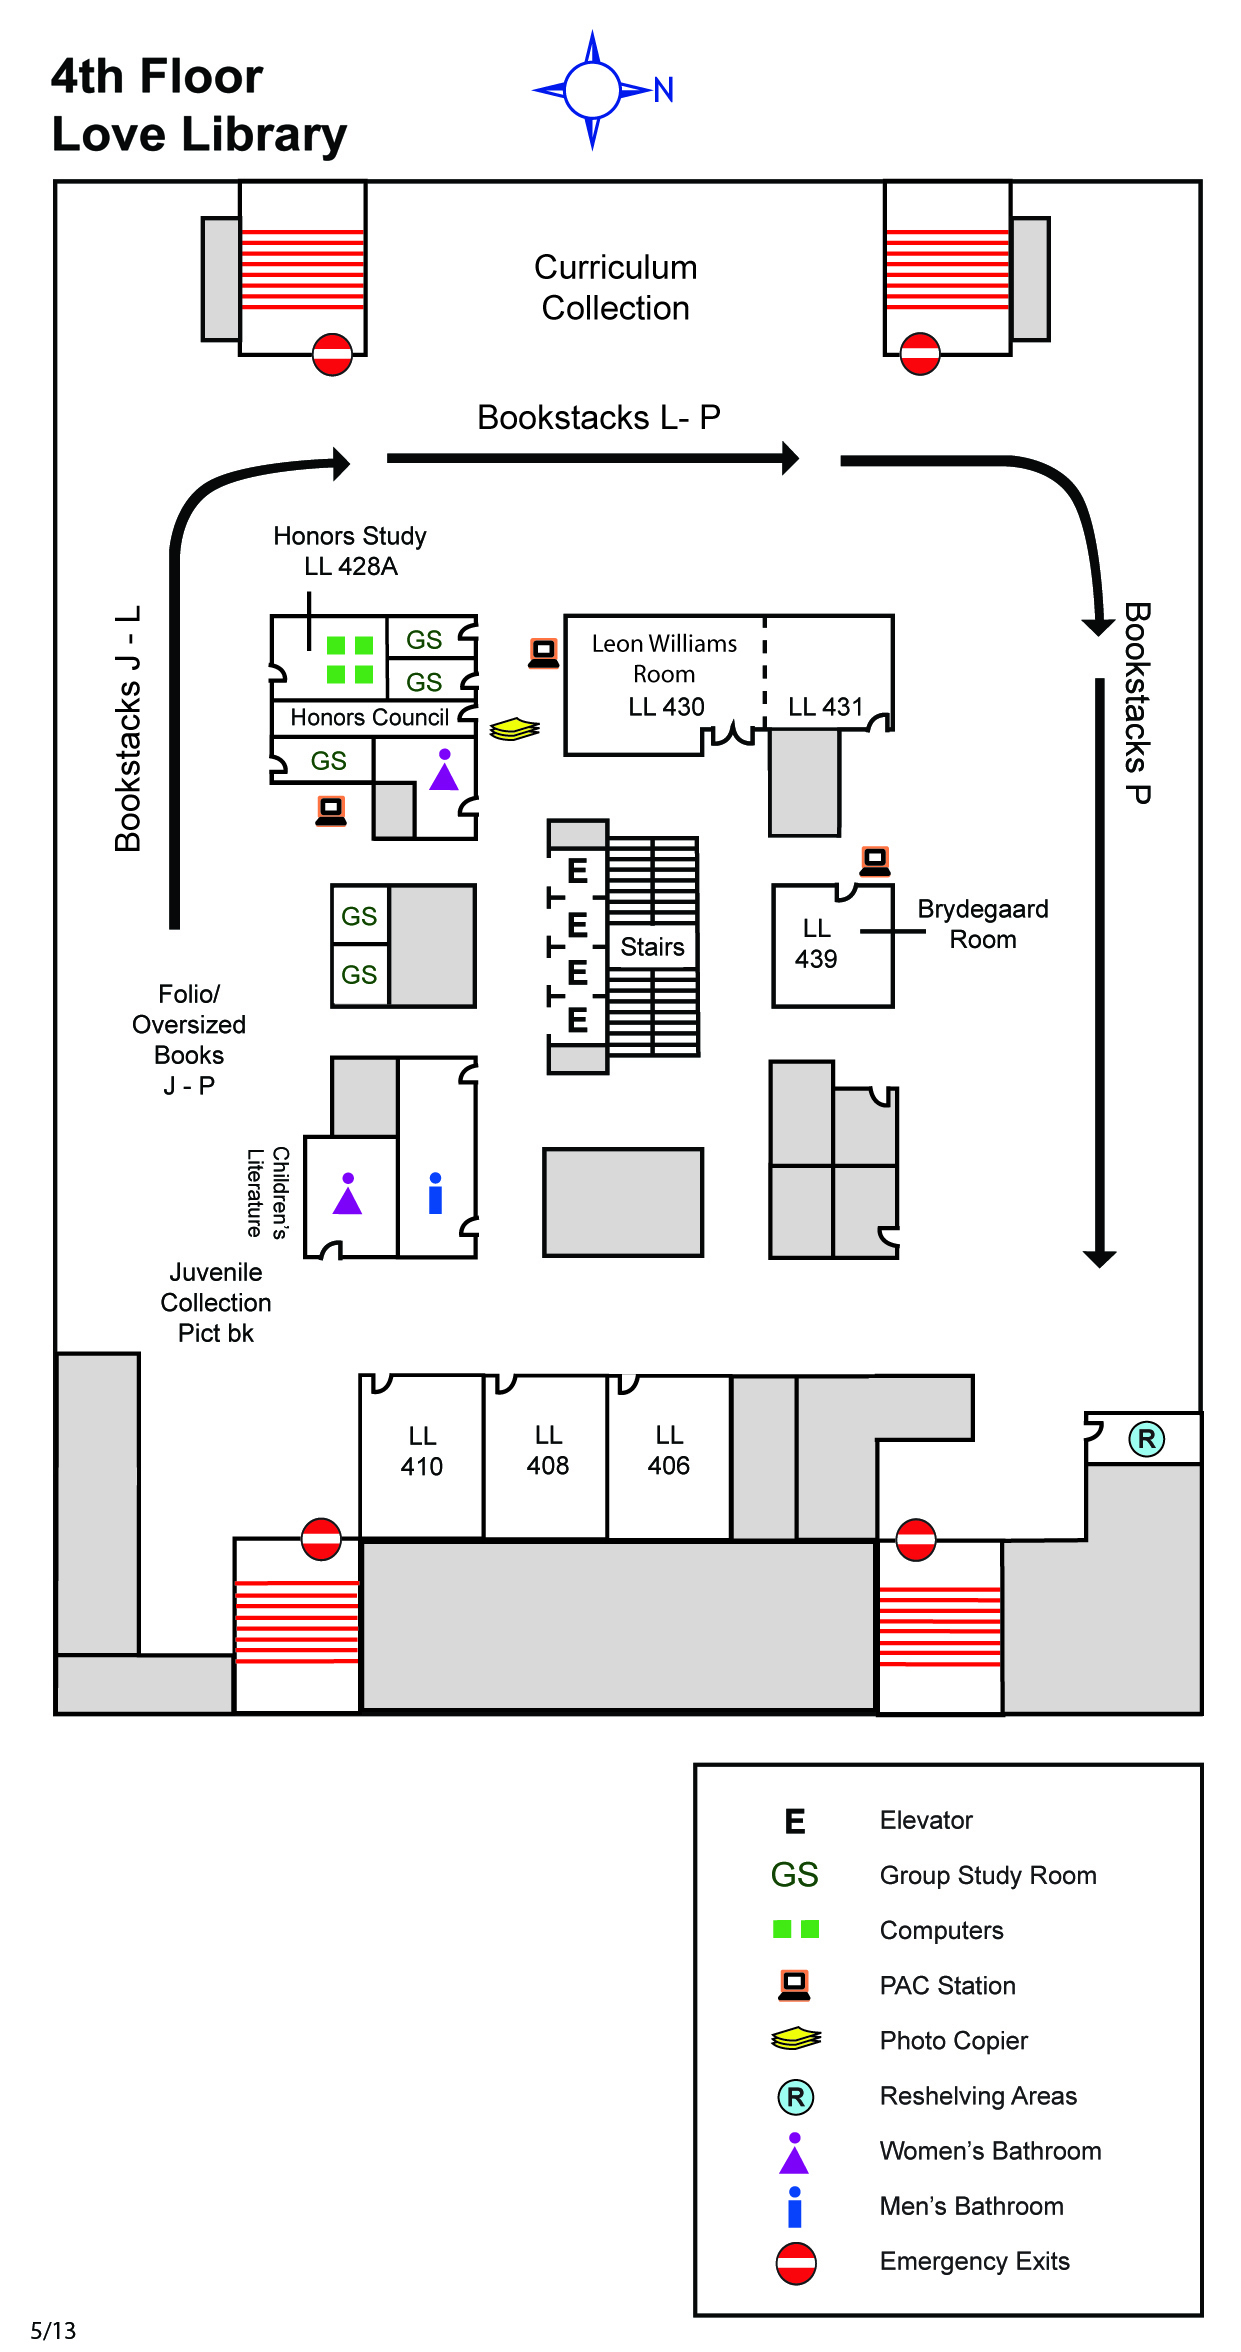 4th Floor
Love Library
N
Curriculum
Collection
Bookstacks L- P
Honors Study
LL 428A
Bookstacks J - L
Bookstacks P
GS
GS
Honors Council
GS
Leon Williams
Room
LL 430
LL 431
E
E
E
E
Stairs
GS
GS
LL
439
Brydegaard
Room
Folio/
Oversized
Books
J - P
Children's
Literature
Juvenile
Collection
Pict bk
LL
410
LL
408
LL
406
R
E Elevator
GS Group Study Room
Computers
PAC Station
Photo Copier
R Reshelving Areas
Women's Bathroom
Men's Bathroom
Emergency Exits
5/13